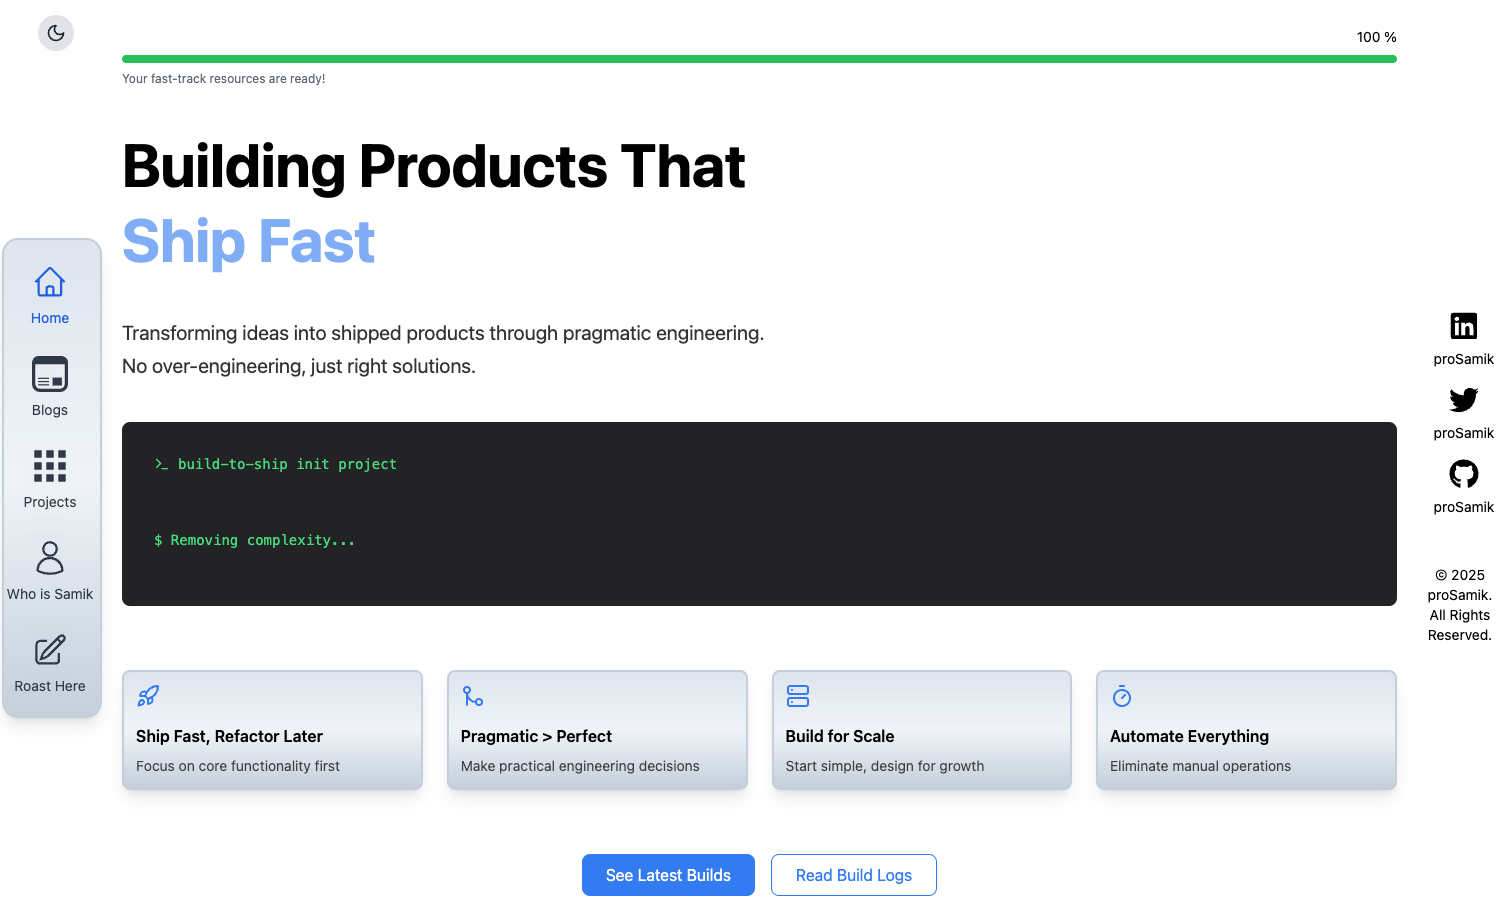 100 %
Your fast-track resources are ready!
Building Products That
Ship Fast
Transforming ideas into shipped products through pragmatic engineering.
No over-engineering, just right solutions.
>_ build-to-ship init project
$ Removing complexity...
Ship Fast, Refactor Later
Focus on core functionality first
Pragmatic > Perfect
Make practical engineering decisions
Build for Scale
Start simple, design for growth
Automate Everything
Eliminate manual operations
See Latest Builds
Read Build Logs
Home
Blogs
Projects
Who is Samik
Roast Here
in
proSamik
proSamik
proSamik
© 2025
proSamik.
All Rights
Reserved.